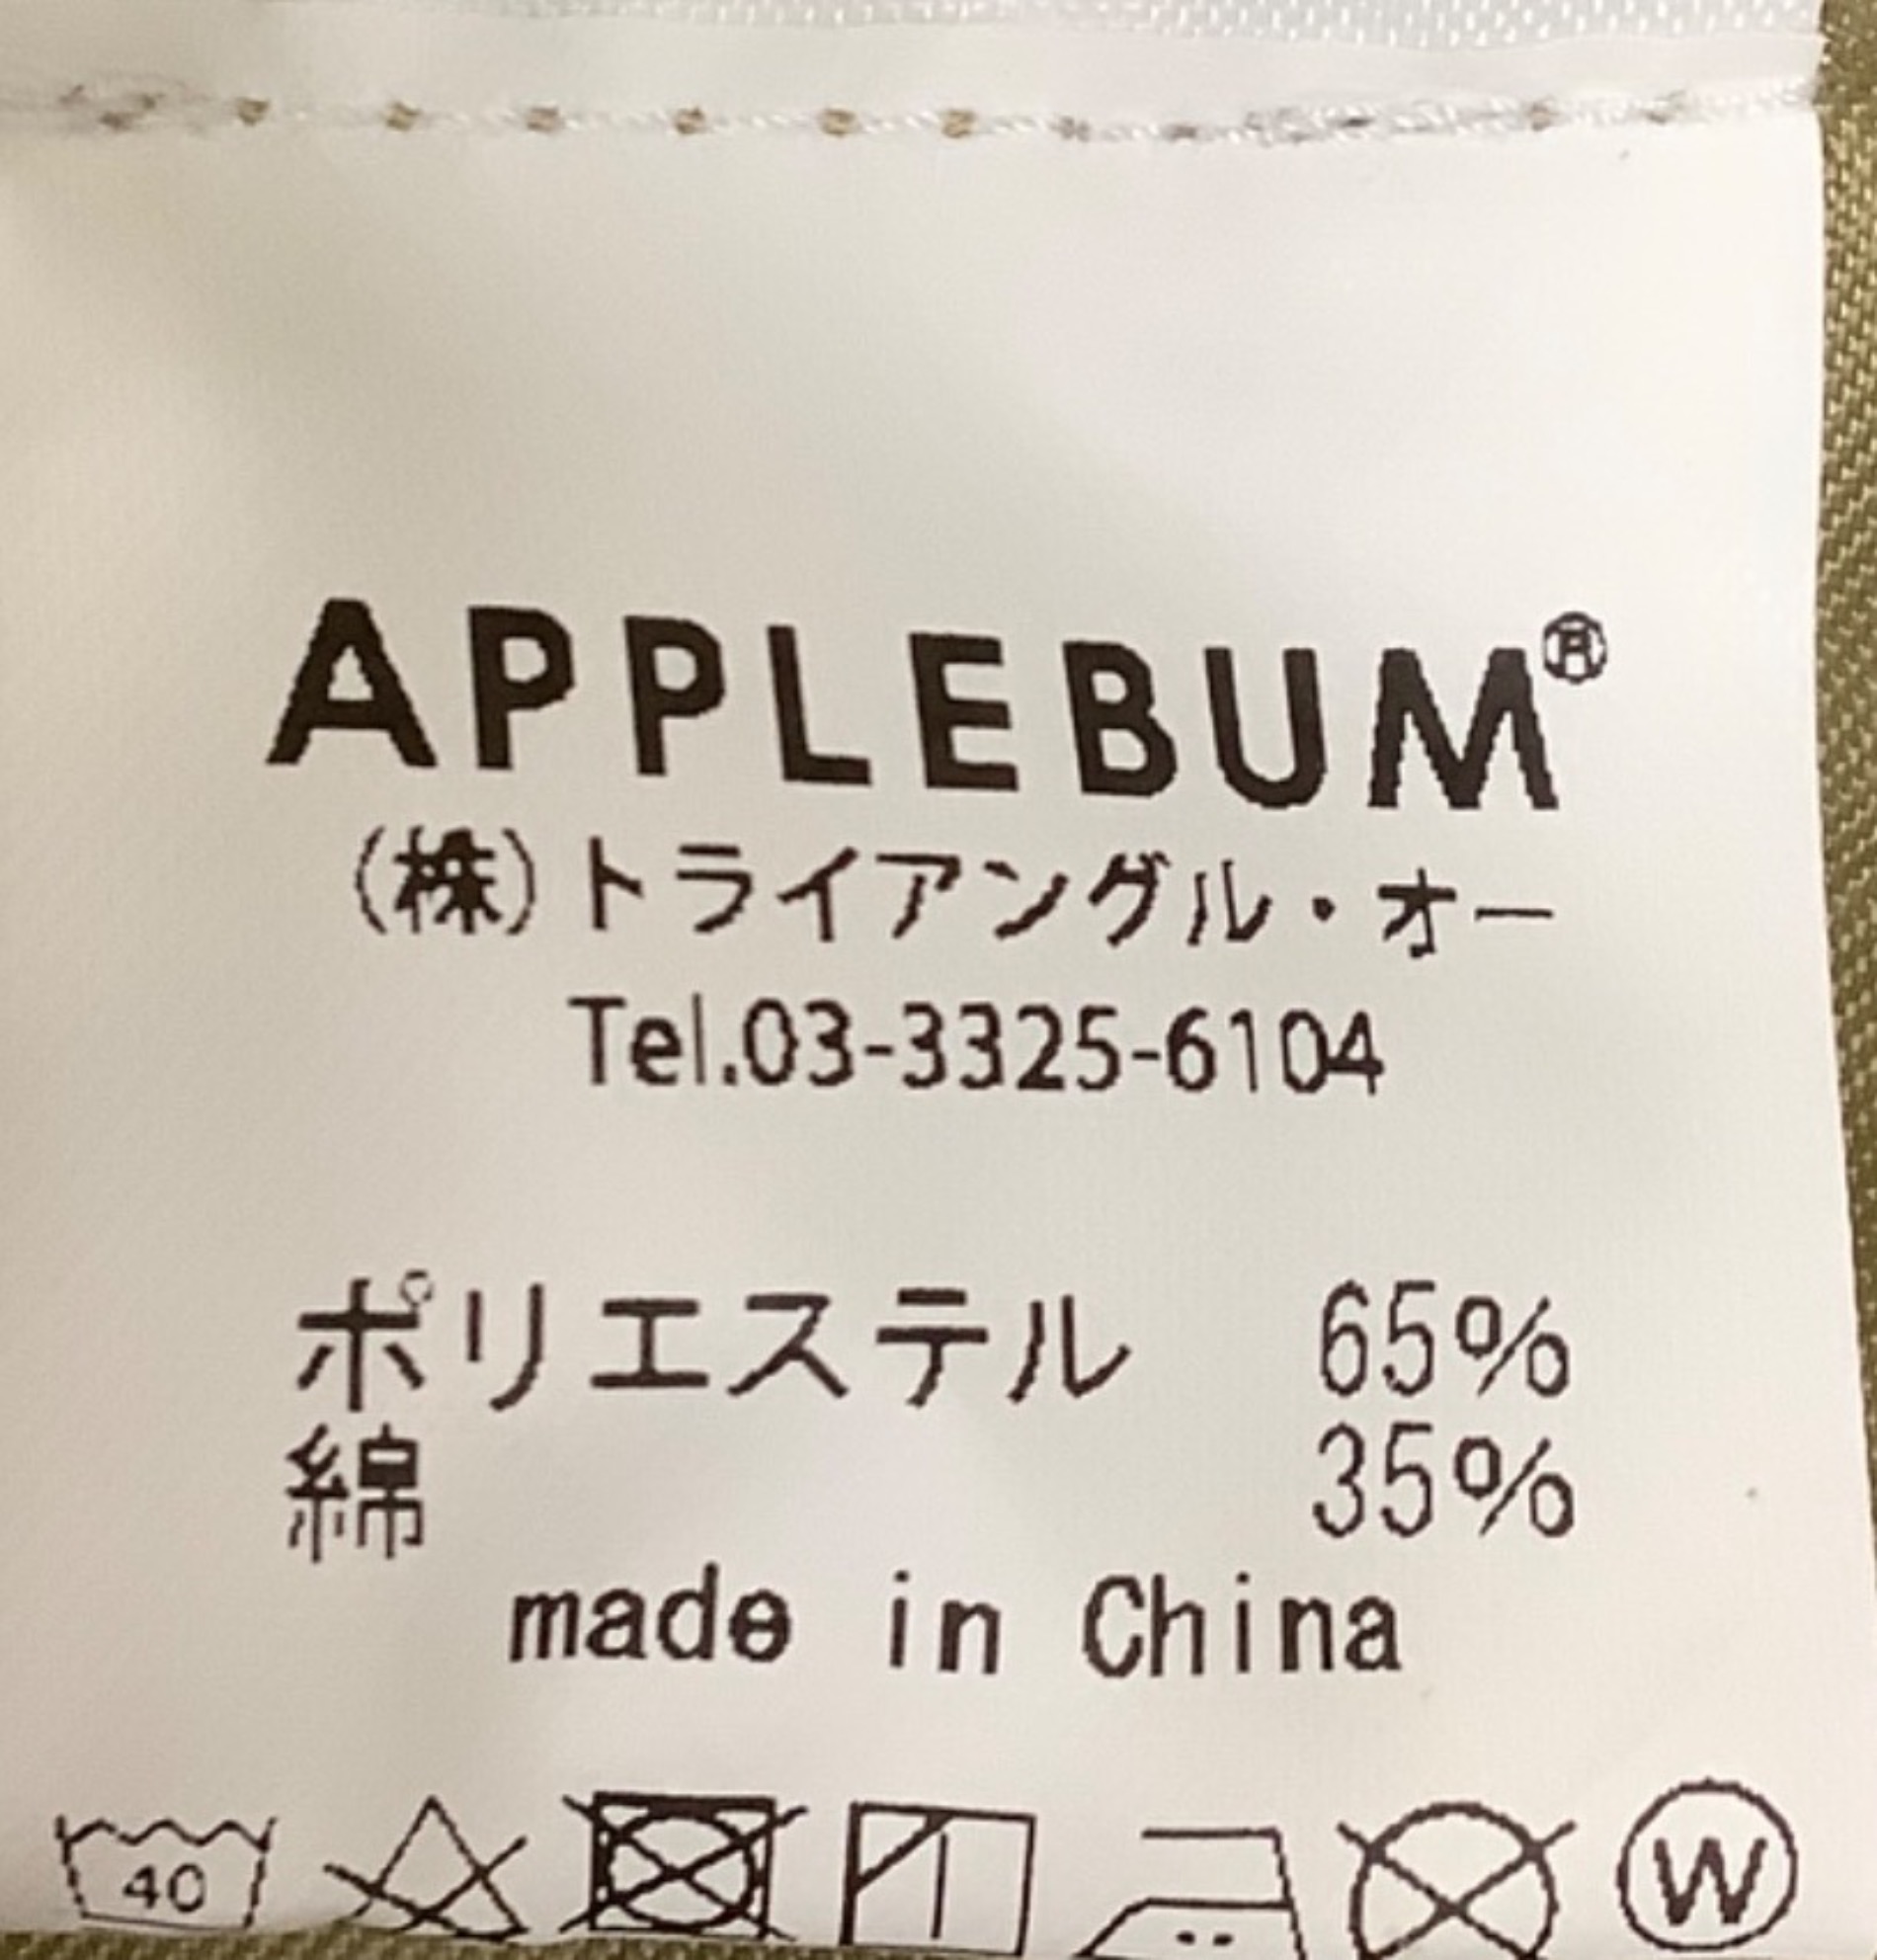 APPLEBUM®
(株)トライアングル・オー
Tel.03-3325-6104
ポリエステル 65%
綿 35%
made in China
40
W